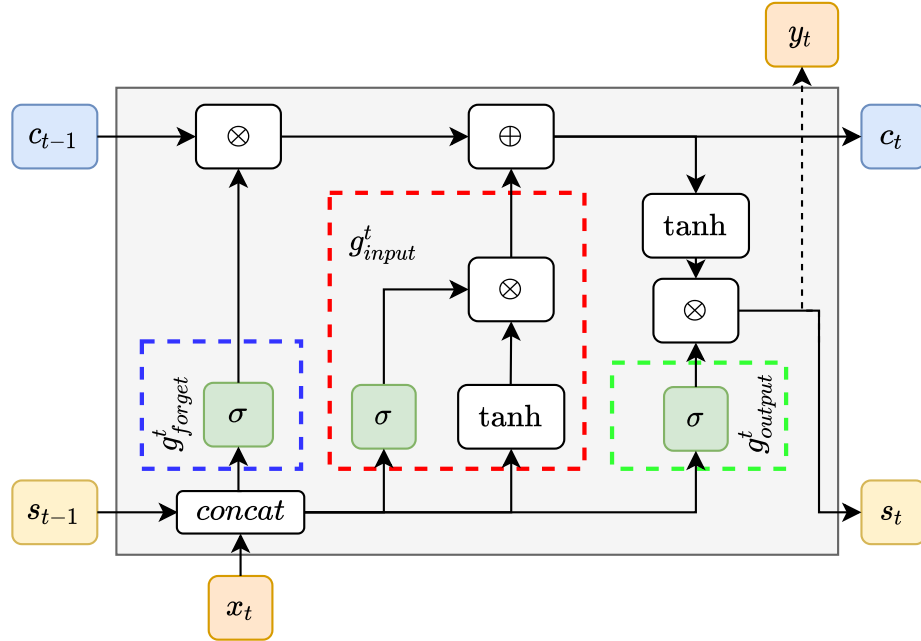 y_t
c_{t-1}
⊗
⊕
c_t
tanh
g^t_{input}
⊗
⊗
g^t_{forget}
σ
σ
tanh
σ
g^t_{output}
s_{t-1}
concat
s_t
x_t